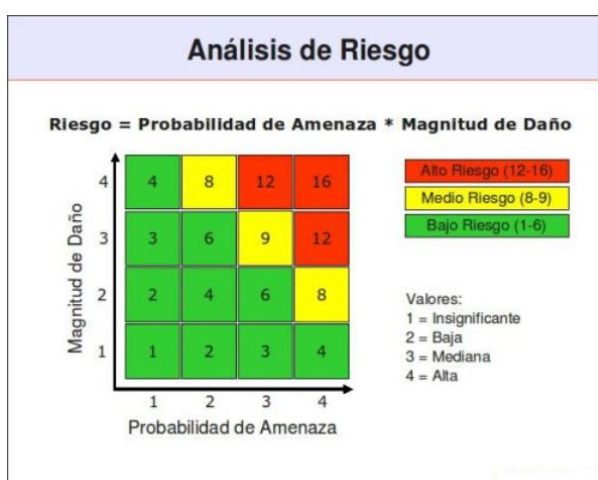 Análisis de Riesgo
Riesgo = Probabilidad de Amenaza * Magnitud de Daño
Magnitud de Daño
4 4 8 12 16
3 3 6 9 12
2 2 4 6 8
1 1 2 3 4
1 2 3 4
Probabilidad de Amenaza
Alto Riesgo (12-16)
Medio Riesgo (8-9)
Bajo Riesgo (1-6)
Valores:
1 = Insignificante
2 = Baja
3 = Mediana
4 = Alta